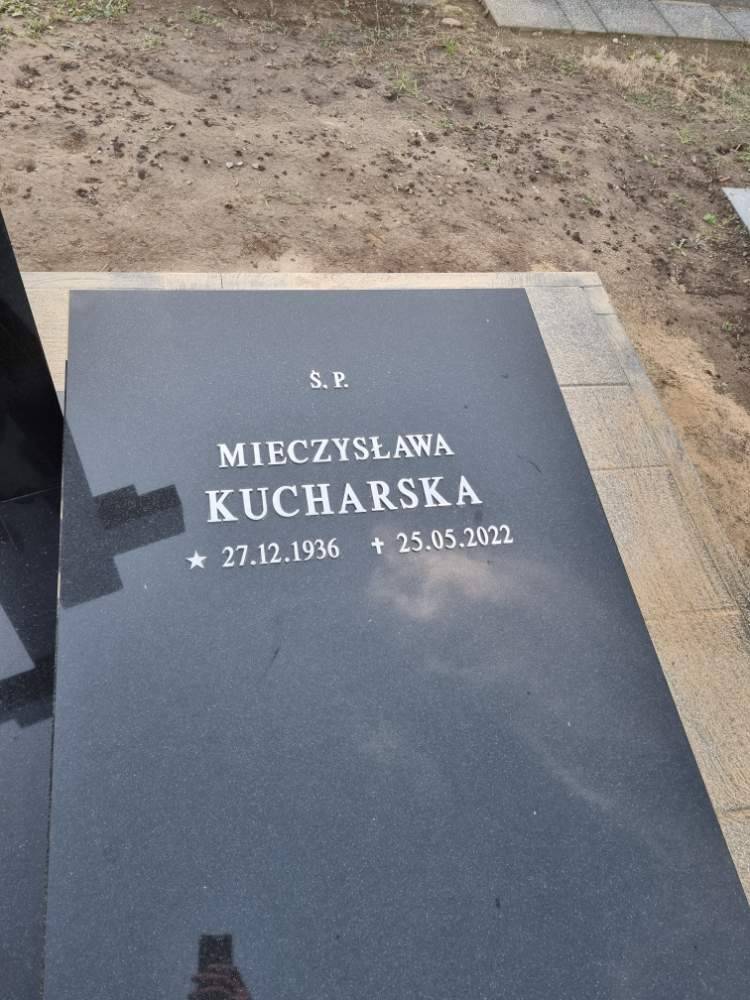 Ś. P.
MIECZYSŁAWA
KUCHARSKA
★ 27.12.1936 ✝ 25.05.2022